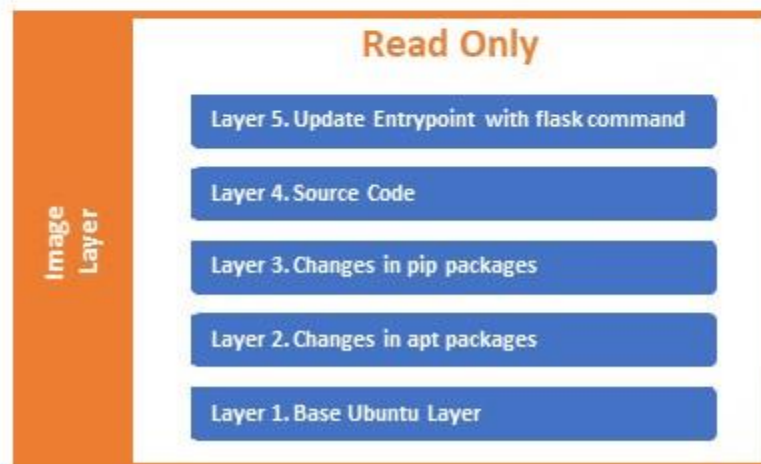 Read Only
Layer 5. Update Entrypoint with flask command
Layer 4. Source Code
Layer 3. Changes in pip packages
Layer 2. Changes in apt packages
Layer 1. Base Ubuntu Layer
Image
Layer